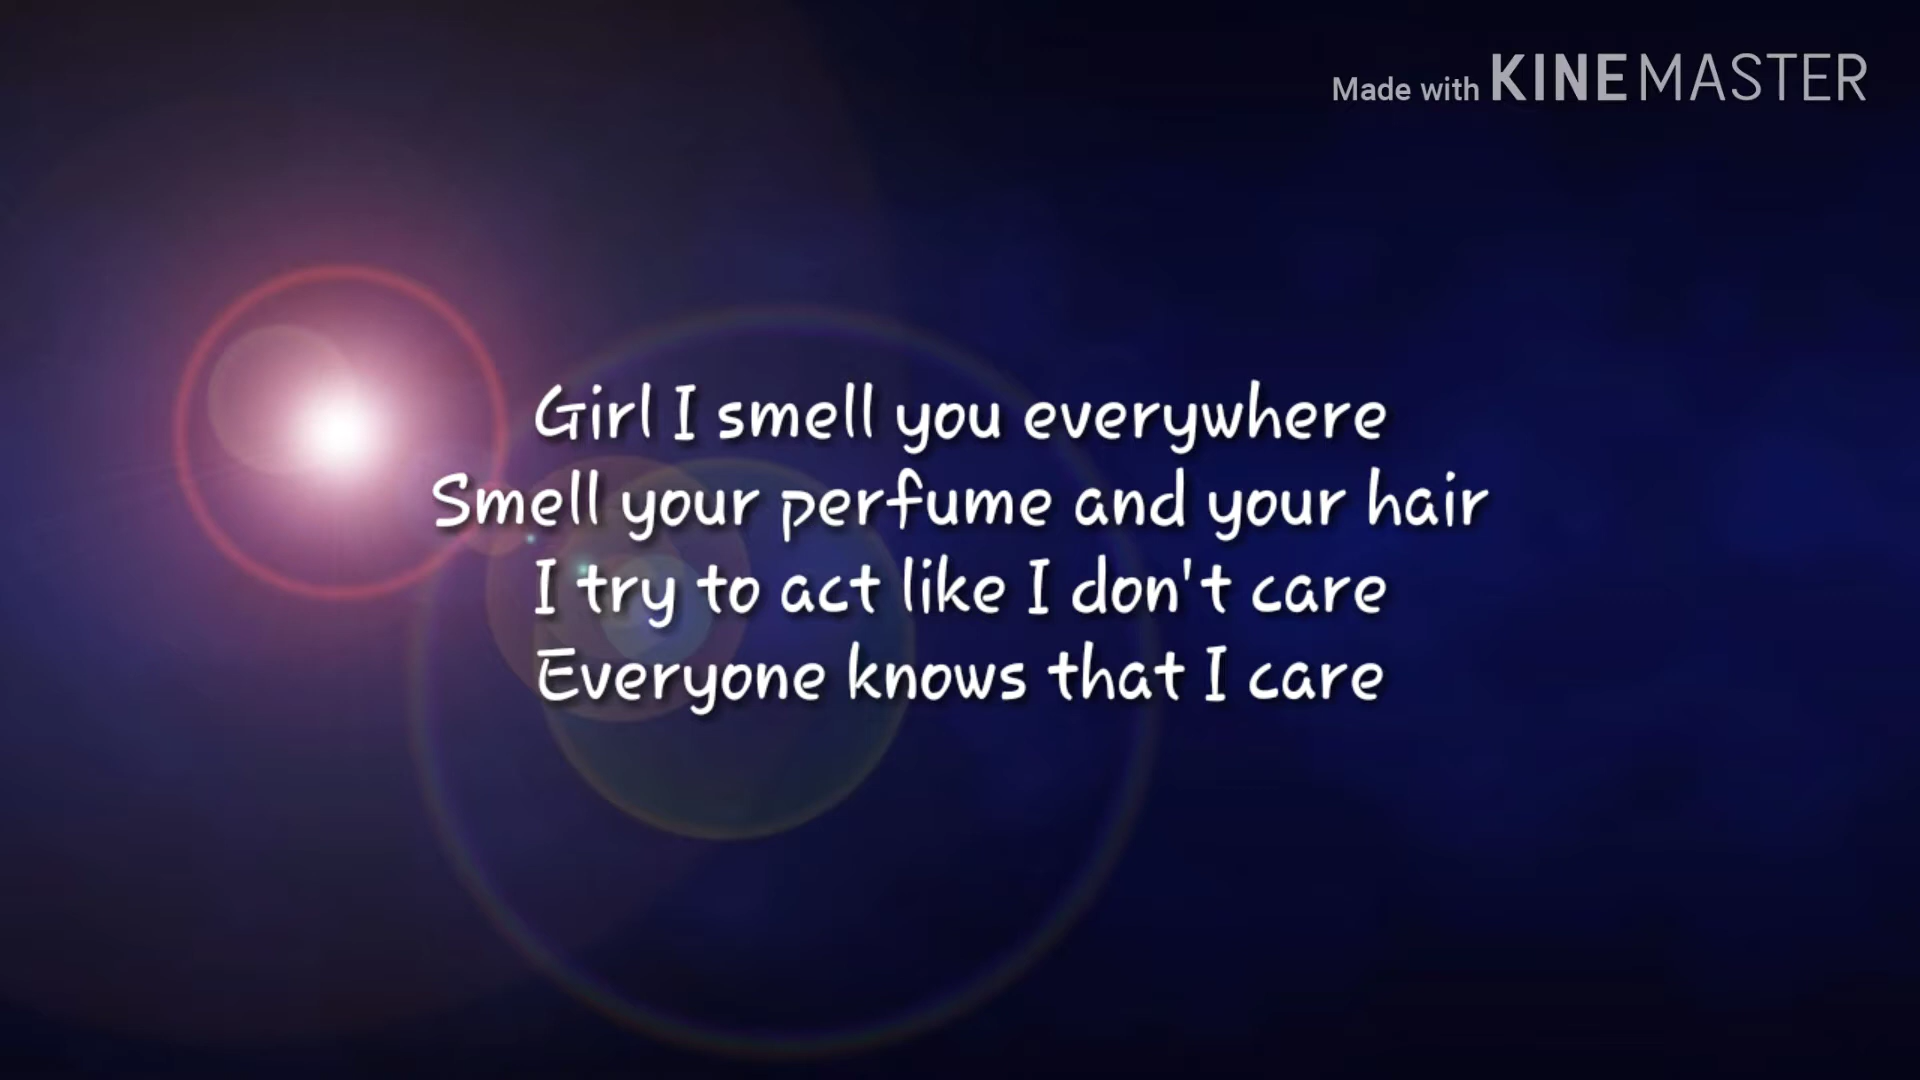 Made with KINEMASTER
Girl I smell you everywhere
Smell your perfume and your hair
I try to act like I don't care
Everyone knows that I care